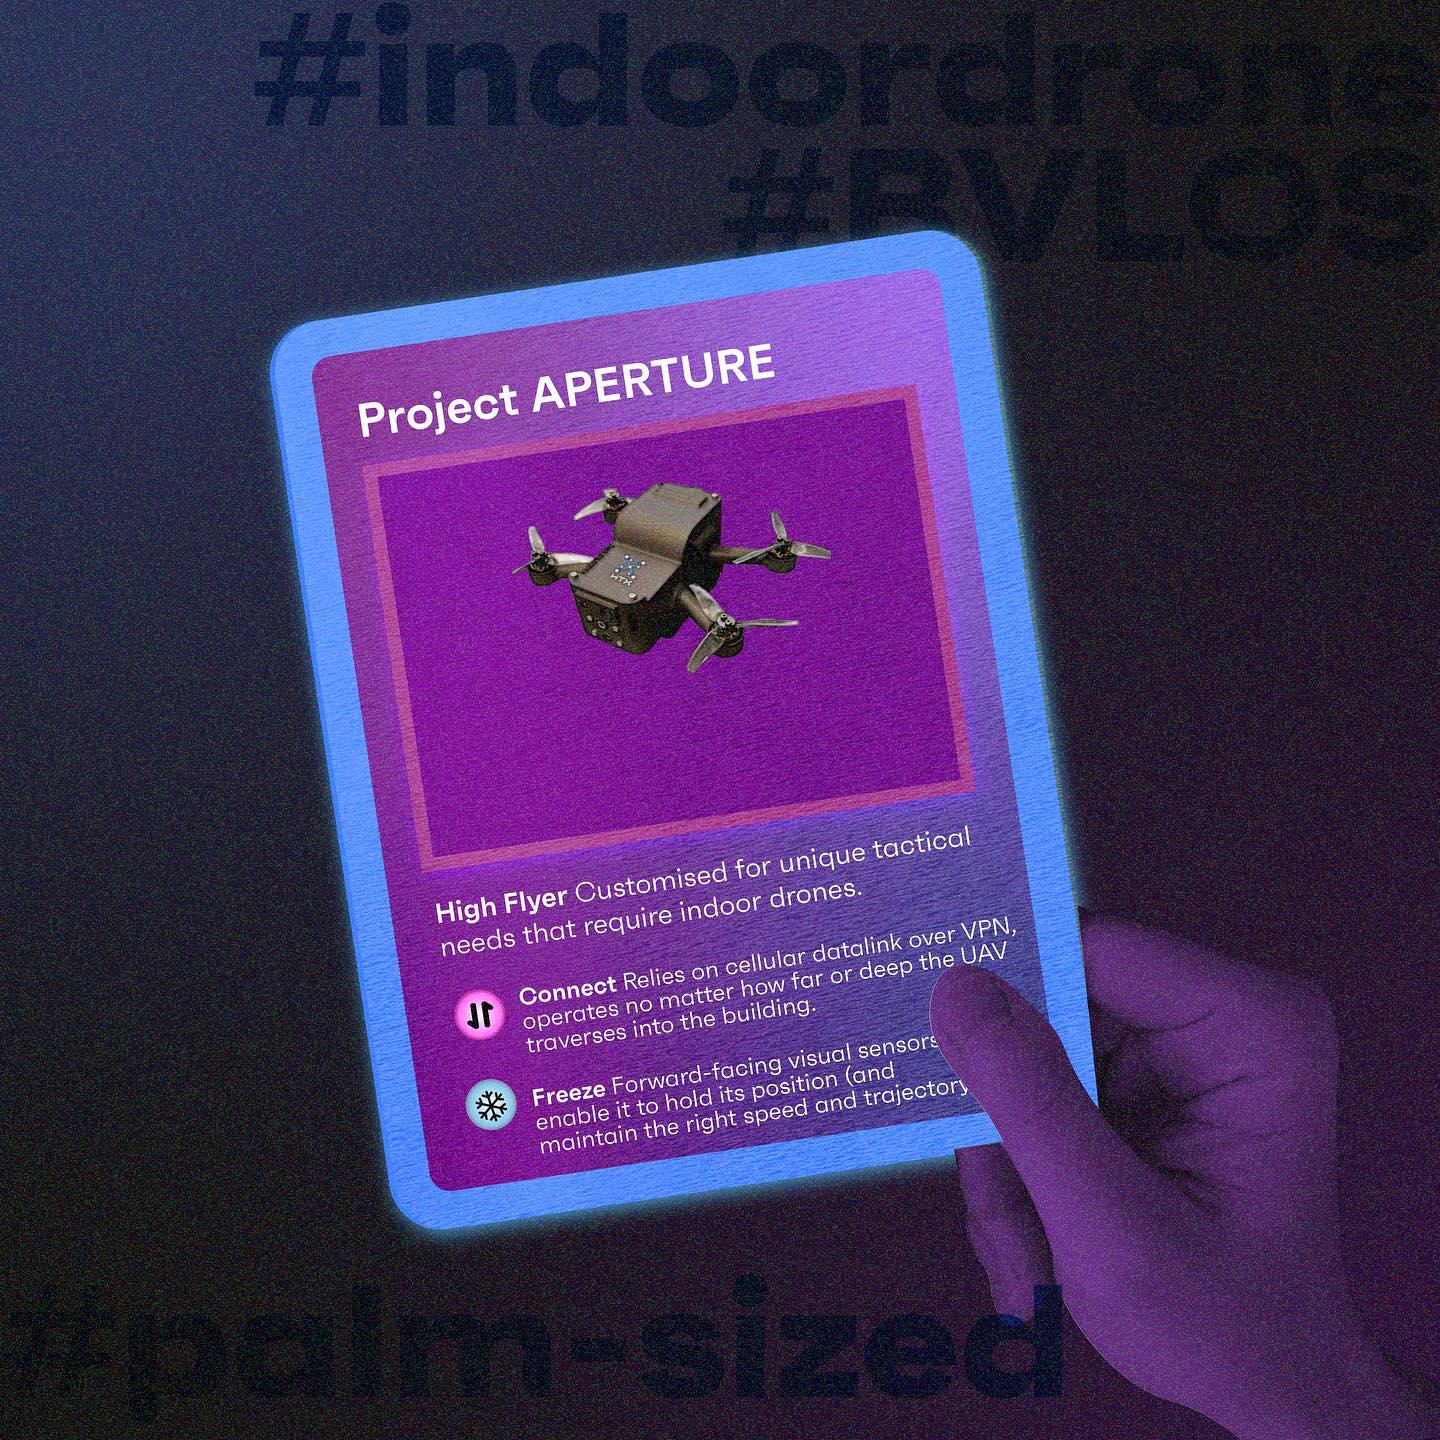 #indoordrone
#BVLOS
Project APERTURE
HTX
High Flyer Customised for unique tactical
needs that require indoor drones.
Connect Relies on cellular datalink over VPN,
operates no matter how far or deep the UAV
traverses into the building.
Freeze Forward-facing visual sensors
enable it to hold its position (and
maintain the right speed and trajectory
#palm-sized